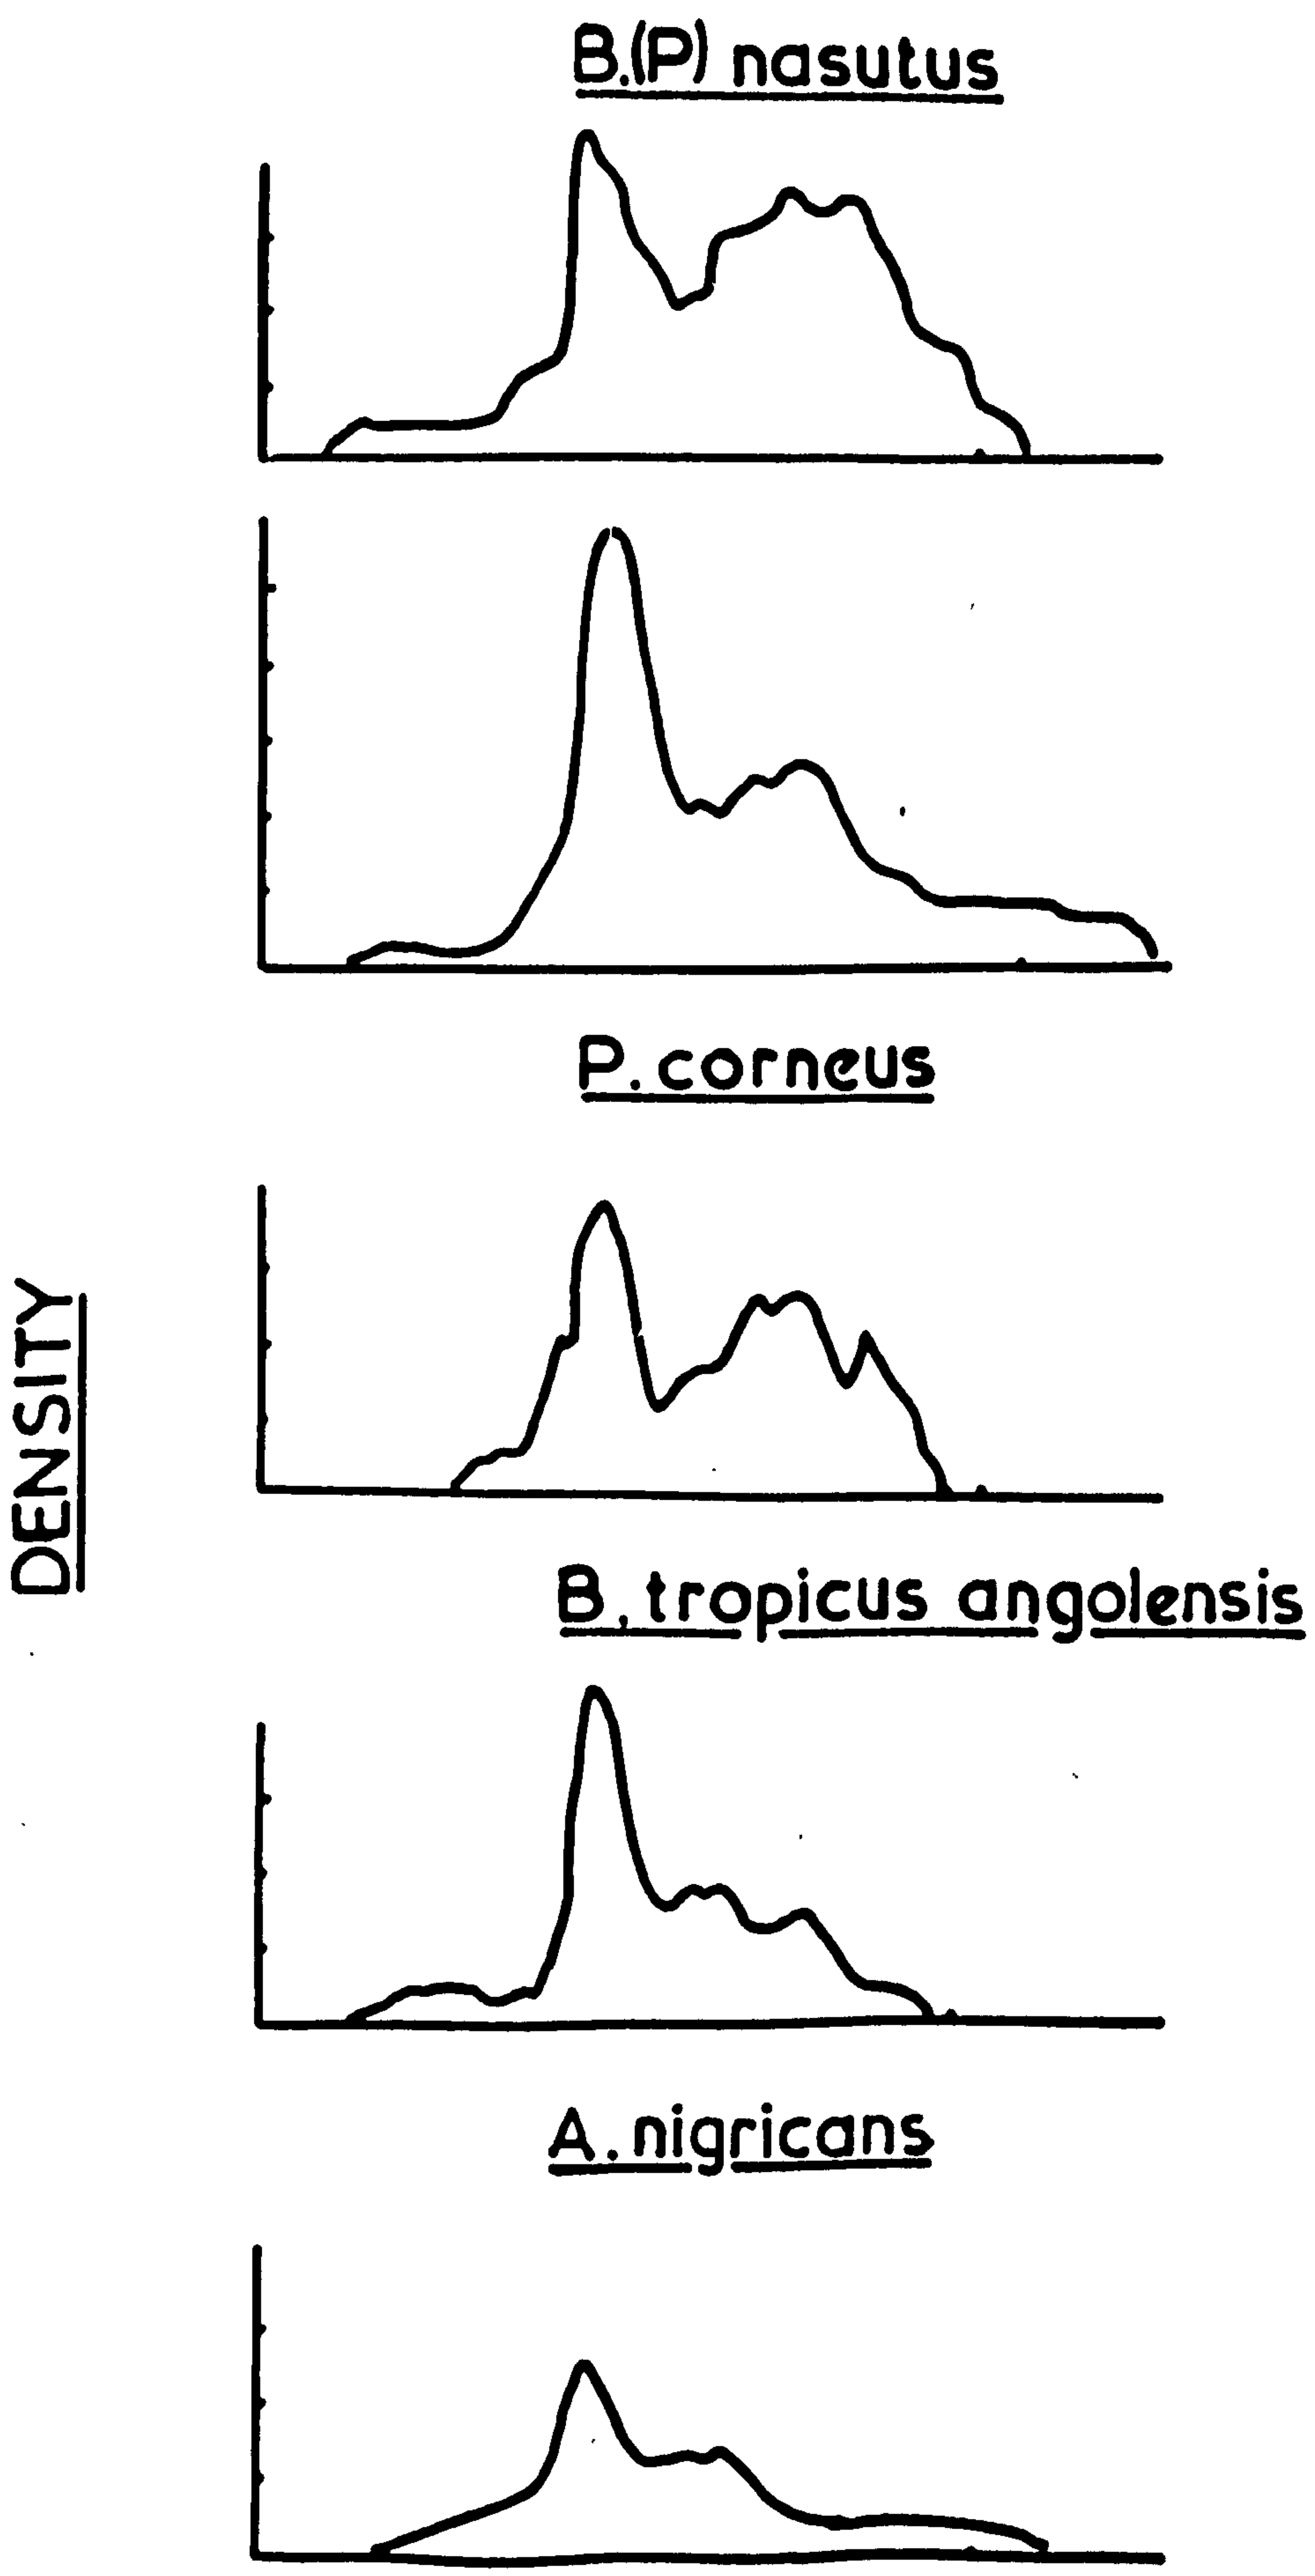 B.(P) nasutus
P. corneus
DENSITY
B. tropicus angolensis
A. nigricans